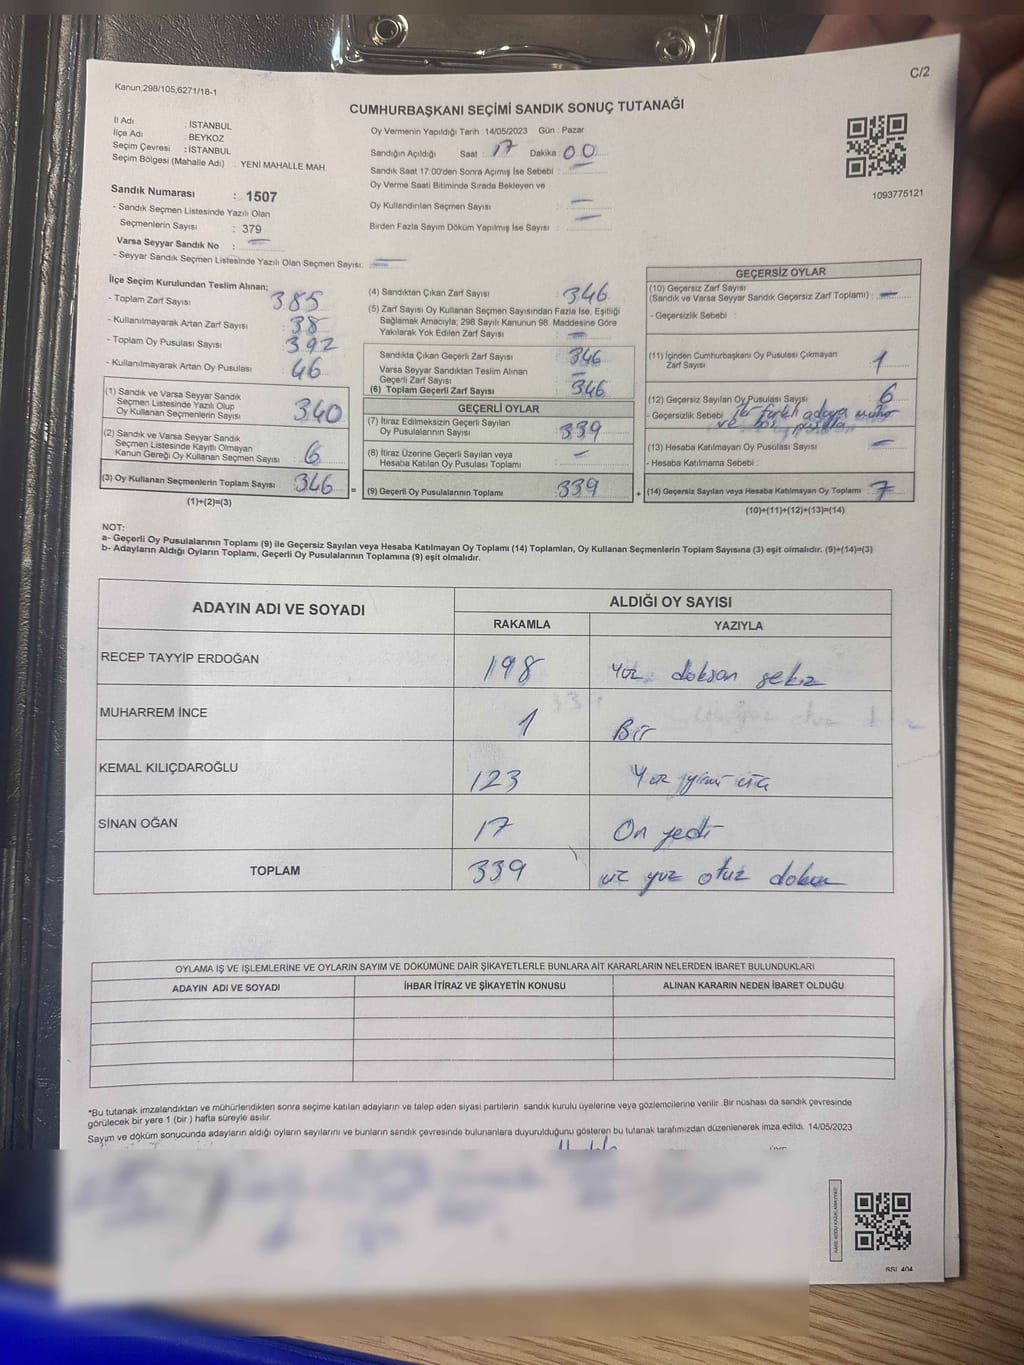 C/2
Kanun;298/105;6271/18-1
CUMHURBAŞKANI SEÇİMİ SANDIK SONUÇ TUTANAĞI
İl Adı : İSTANBUL
İlçe Adı : BEYKOZ
Seçim Çevresi : İSTANBUL
Seçim Bölgesi (Mahalle Adı) : YENİ MAHALLE MAH
Sandık Numarası : 1507
- Sandık Seçmen Listesinde Yazılı Olan
Seçmenlerin Sayısı : 379
Varsa Seyyar Sandık No : —
- Seyyar Sandık Seçmen Listesinde Yazılı Olan Seçmen Sayısı: —
Oy Vermenin Yapıldığı Tarih : 14/05/2023 Gün : Pazar
Sandığın Açıldığı Saat : 17 Dakika : 00
Sandık Saat 17:00'den Sonra Açılmış İse Sebebi : —
Oy Verme Saati Bitiminde Sırada Bekleyen ve
Oy Kullandırılan Seçmen Sayısı : —
Birden Fazla Sayım Döküm Yapılmış İse Sayısı : —
1093775121
İlçe Seçim Kurulundan Teslim Alınan;
- Toplam Zarf Sayısı 385
- Kullanılmayarak Artan Zarf Sayısı 38
- Toplam Oy Pusulası Sayısı 392
- Kullanılmayarak Artan Oy Pusulası 46
(1) Sandık ve Varsa Seyyar Sandık
Seçmen Listesinde Yazılı Olup
Oy Kullanan Seçmenlerin Sayısı 340
(2) Sandık ve Varsa Seyyar Sandık
Seçmen Listesinde Kayıtlı Olmayan
Kanun Gereği Oy Kullanan Seçmen Sayısı 6
(3) Oy Kullanan Seçmenlerin Toplam Sayısı 346 =
(1)+(2)=(3)
(4) Sandıktan Çıkan Zarf Sayısı 346
(5) Zarf Sayısı Oy Kullanan Seçmen Sayısından Fazla İse, Eşitliği
Sağlamak Amacıyla; 298 Sayılı Kanunun 98. Maddesine Göre
Yakılarak Yok Edilen Zarf Sayısı : —
Sandıkta Çıkan Geçerli Zarf Sayısı 346
Varsa Seyyar Sandıktan Teslim Alınan
Geçerli Zarf Sayısı —
(6) Toplam Geçerli Zarf Sayısı 346
GEÇERLİ OYLAR
(7) İtiraz Edilmeksizin Geçerli Sayılan
Oy Pusulalarının Sayısı 339
(8) İtiraz Üzerine Geçerli Sayılan veya
Hesaba Katılan Oy Pusulası Toplamı —
(9) Geçerli Oy Pusulalarının Toplamı 339 +
GEÇERSİZ OYLAR
(10) Geçersiz Zarf Sayısı
(Sandık ve Varsa Seyyar Sandık Geçersiz Zarf Toplamı) : —
- Geçersizlik Sebebi :
(11) İçinden Cumhurbaşkanı Oy Pusulası Çıkmayan
Zarf Sayısı : 1
(12) Geçersiz Sayılan Oy Pusulası Sayısı : 6
- Geçersizlik Sebebi : iki farklı adaya mühür
ve boş pusula
(13) Hesaba Katılmayan Oy Pusulası Sayısı : —
- Hesaba Katılmama Sebebi :
(14) Geçersiz Sayılan veya Hesaba Katılmayan Oy Toplamı : 7
(10)+(11)+(12)+(13)=(14)
NOT:
a- Geçerli Oy Pusulalarının Toplamı (9) ile Geçersiz Sayılan veya Hesaba Katılmayan Oy Toplamı (14) Toplamları, Oy Kullanan Seçmenlerin Toplam Sayısına (3) eşit olmalıdır. (9)+(14)=(3)
b- Adayların Aldığı Oyların Toplamı, Geçerli Oy Pusulalarının Toplamına (9) eşit olmalıdır.
ADAYIN ADI VE SOYADI ALDIĞI OY SAYISI
RAKAMLA YAZIYLA
RECEP TAYYİP ERDOĞAN 198 Yüz doksan sekiz
MUHARREM İNCE 1 Bir
KEMAL KILIÇDAROĞLU 123 Yüz yirmi üç
SİNAN OĞAN 17 On yedi
TOPLAM 339 üç yüz otuz dokuz
OYLAMA İŞ VE İŞLEMLERİNE VE OYLARIN SAYIM VE DÖKÜMÜNE DAİR ŞİKAYETLERLE BUNLARA AİT KARARLARIN NELERDEN İBARET BULUNDUKLARI
ADAYIN ADI VE SOYADI İHBAR İTİRAZ VE ŞİKAYETİN KONUSU ALINAN KARARIN NEDEN İBARET OLDUĞU
*Bu tutanak imzalandıktan ve mühürlendikten sonra seçime katılan adayların ve talep eden siyasi partilerin sandık kurulu üyelerine veya gözlemcilerine verilir. Bir nüshası da sandık çevresinde
görülecek bir yere 1 (bir ) hafta süreyle asılır.
Sayım ve döküm sonucunda adayların aldığı oyların sayılarını ve bunların sandık çevresinde bulunanlara duyurulduğunu gösteren bu tutanak tarafımızdan düzenlenerek imza edildi. 14/05/2023